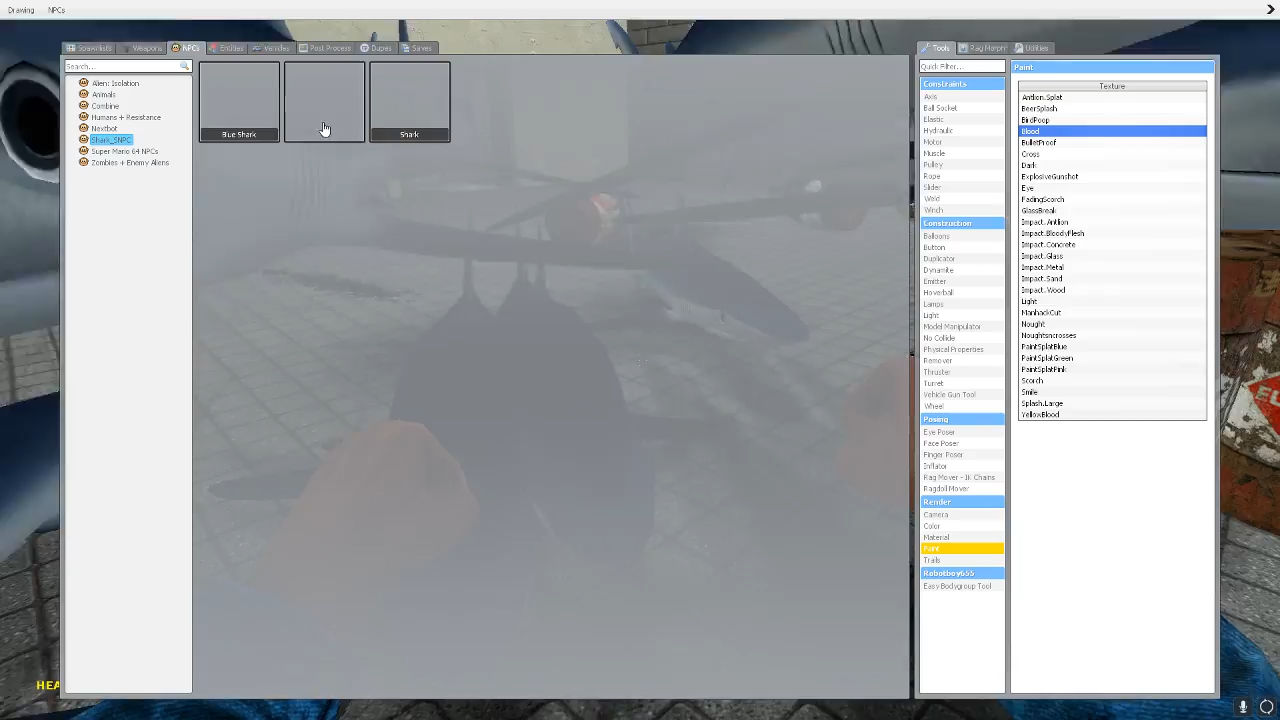 Drawing NPCs
Spawnlists Weapons NPCs Entities Vehicles Post Process Dupes Saves
Search...
Alien: Isolation
Animals
Combine
Humans + Resistance
Nextbot
Shark_SNPC
Super Mario 64 NPCs
Zombies + Enemy Aliens
Blue Shark
Shark
Tools Rag Morph Utilities
Quick Filter...
Constraints
Axis
Ball Socket
Elastic
Hydraulic
Motor
Muscle
Pulley
Rope
Slider
Weld
Winch
Construction
Balloons
Button
Duplicator
Dynamite
Emitter
Hoverball
Lamps
Light
Model Manipulator
No Collide
Physical Properties
Remover
Thruster
Turret
Vehicle Gun Tool
Wheel
Posing
Eye Poser
Face Poser
Finger Poser
Inflator
Rag Mover - IK Chains
Ragdoll Mover
Render
Camera
Color
Material
Paint
Trails
Robotboy655
Easy Bodygroup Tool
Paint
Texture
Antlion.Splat
BeerSplash
BirdPoop
Blood
BulletProof
Cross
Dark
ExplosiveGunshot
Eye
FadingScorch
GlassBreak
Impact.Antlion
Impact.BloodyFlesh
Impact.Concrete
Impact.Glass
Impact.Metal
Impact.Sand
Impact.Wood
Light
ManhackCut
Nought
Noughtsncrosses
PaintSplatBlue
PaintSplatGreen
PaintSplatPink
Scorch
Smile
Splash.Large
YellowBlood
HEA